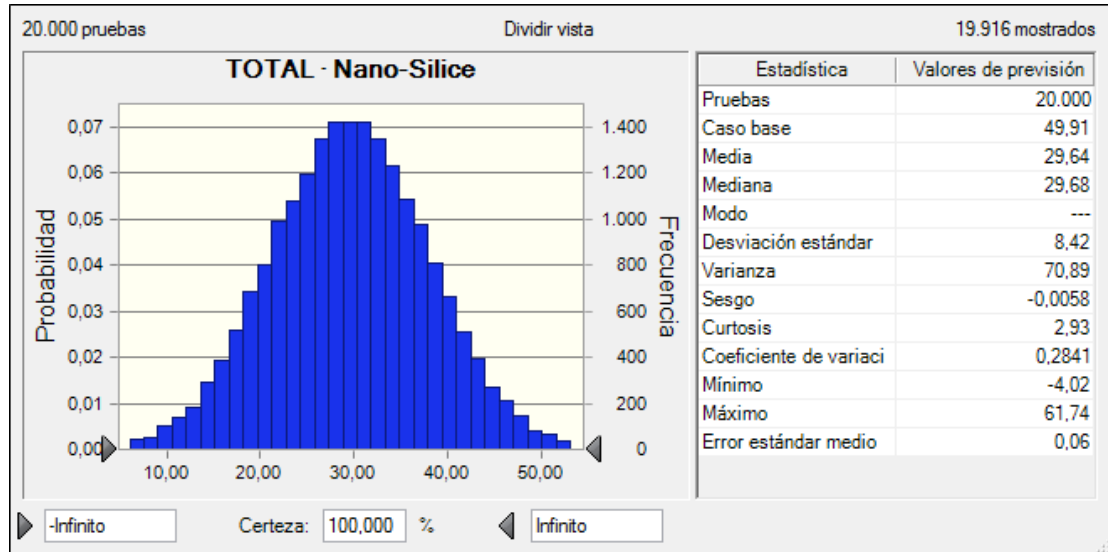 20.000 pruebas Dividir vista 19.916 mostrados
TOTAL - Nano-Silice
Probabilidad
0,07
0,06
0,05
0,04
0,03
0,02
0,01
0,00
1.400
1.200
1.000
800
600
400
200
0
Frecuencia
10,00 20,00 30,00 40,00 50,00
Estadística Valores de previsión
Pruebas 20.000
Caso base 49,91
Media 29,64
Mediana 29,68
Modo ---
Desviación estándar 8,42
Varianza 70,89
Sesgo -0,0058
Curtosis 2,93
Coeficiente de variaci 0,2841
Mínimo -4,02
Máximo 61,74
Error estándar medio 0,06
-Infinito Certeza: 100,000 % Infinito